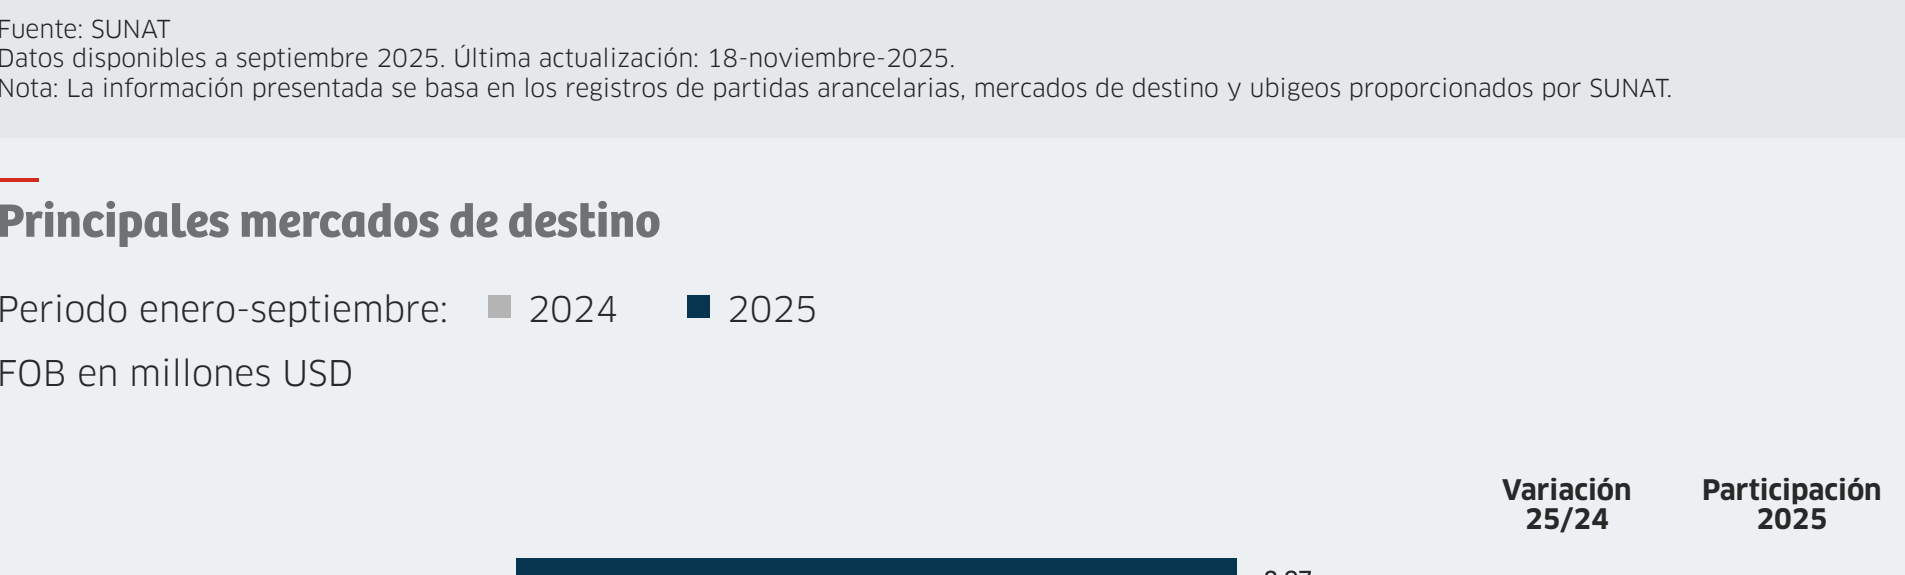 Fuente: SUNAT
Datos disponibles a septiembre 2025. Última actualización: 18-noviembre-2025.
Nota: La información presentada se basa en los registros de partidas arancelarias, mercados de destino y ubigeos proporcionados por SUNAT.
Principales mercados de destino
Periodo enero-septiembre: 2024 2025
FOB en millones USD
Variación Participación
25/24 2025